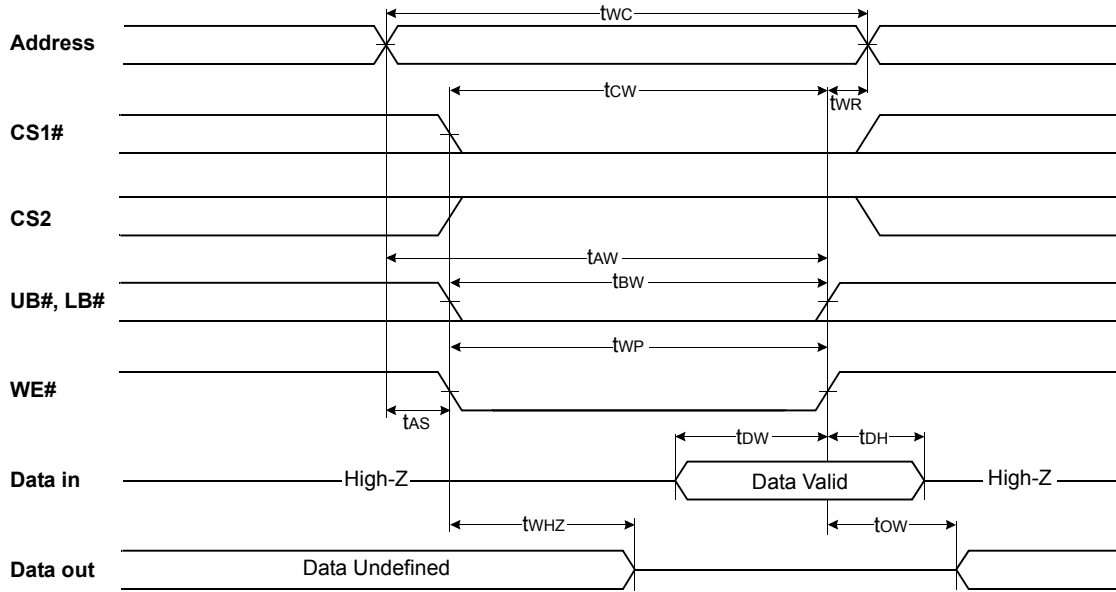 tWC
Address
tCW
tWR
CS1#
CS2
tAW
tBW
UB#, LB#
tWP
WE#
tAS
tDW
tDH
Data in
High-Z
Data Valid
High-Z
tWHZ
tOW
Data out
Data Undefined